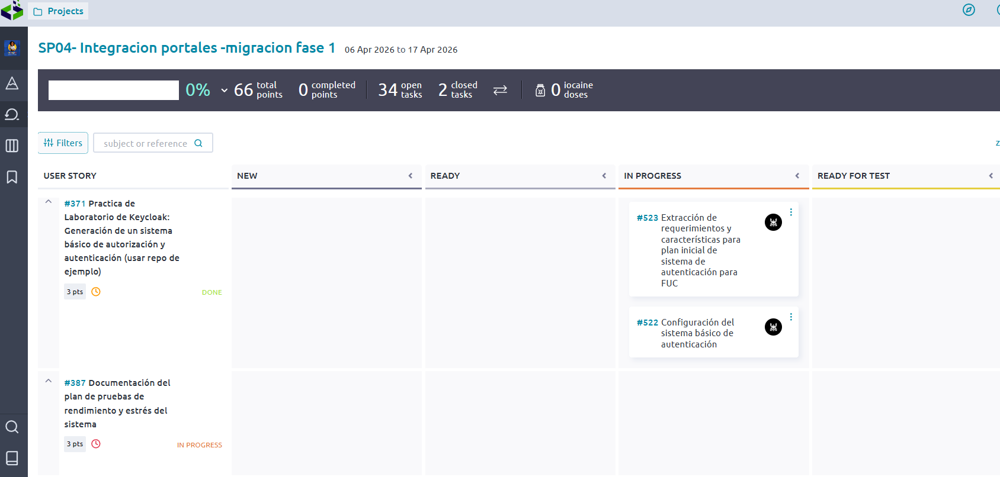 Projects
SP04- Integracion portales -migracion fase 1 06 Apr 2026 to 17 Apr 2026
0% 66 total points 0 completed points 34 open tasks 2 closed tasks 0 iocaine doses
Filters subject or reference
USER STORY NEW READY IN PROGRESS READY FOR TEST
#371 Practica de
Laboratorio de Keycloak:
Generación de un sistema
básico de autorización y
autenticación (usar repo de
ejemplo)
3 pts DONE
#523 Extracción de
requerimientos y
características para
plan inicial de
sistema de
autenticación para
FUC
#522 Configuración del
sistema básico de
autenticación
#387 Documentación del
plan de pruebas de
rendimiento y estrés del
sistema
3 pts IN PROGRESS